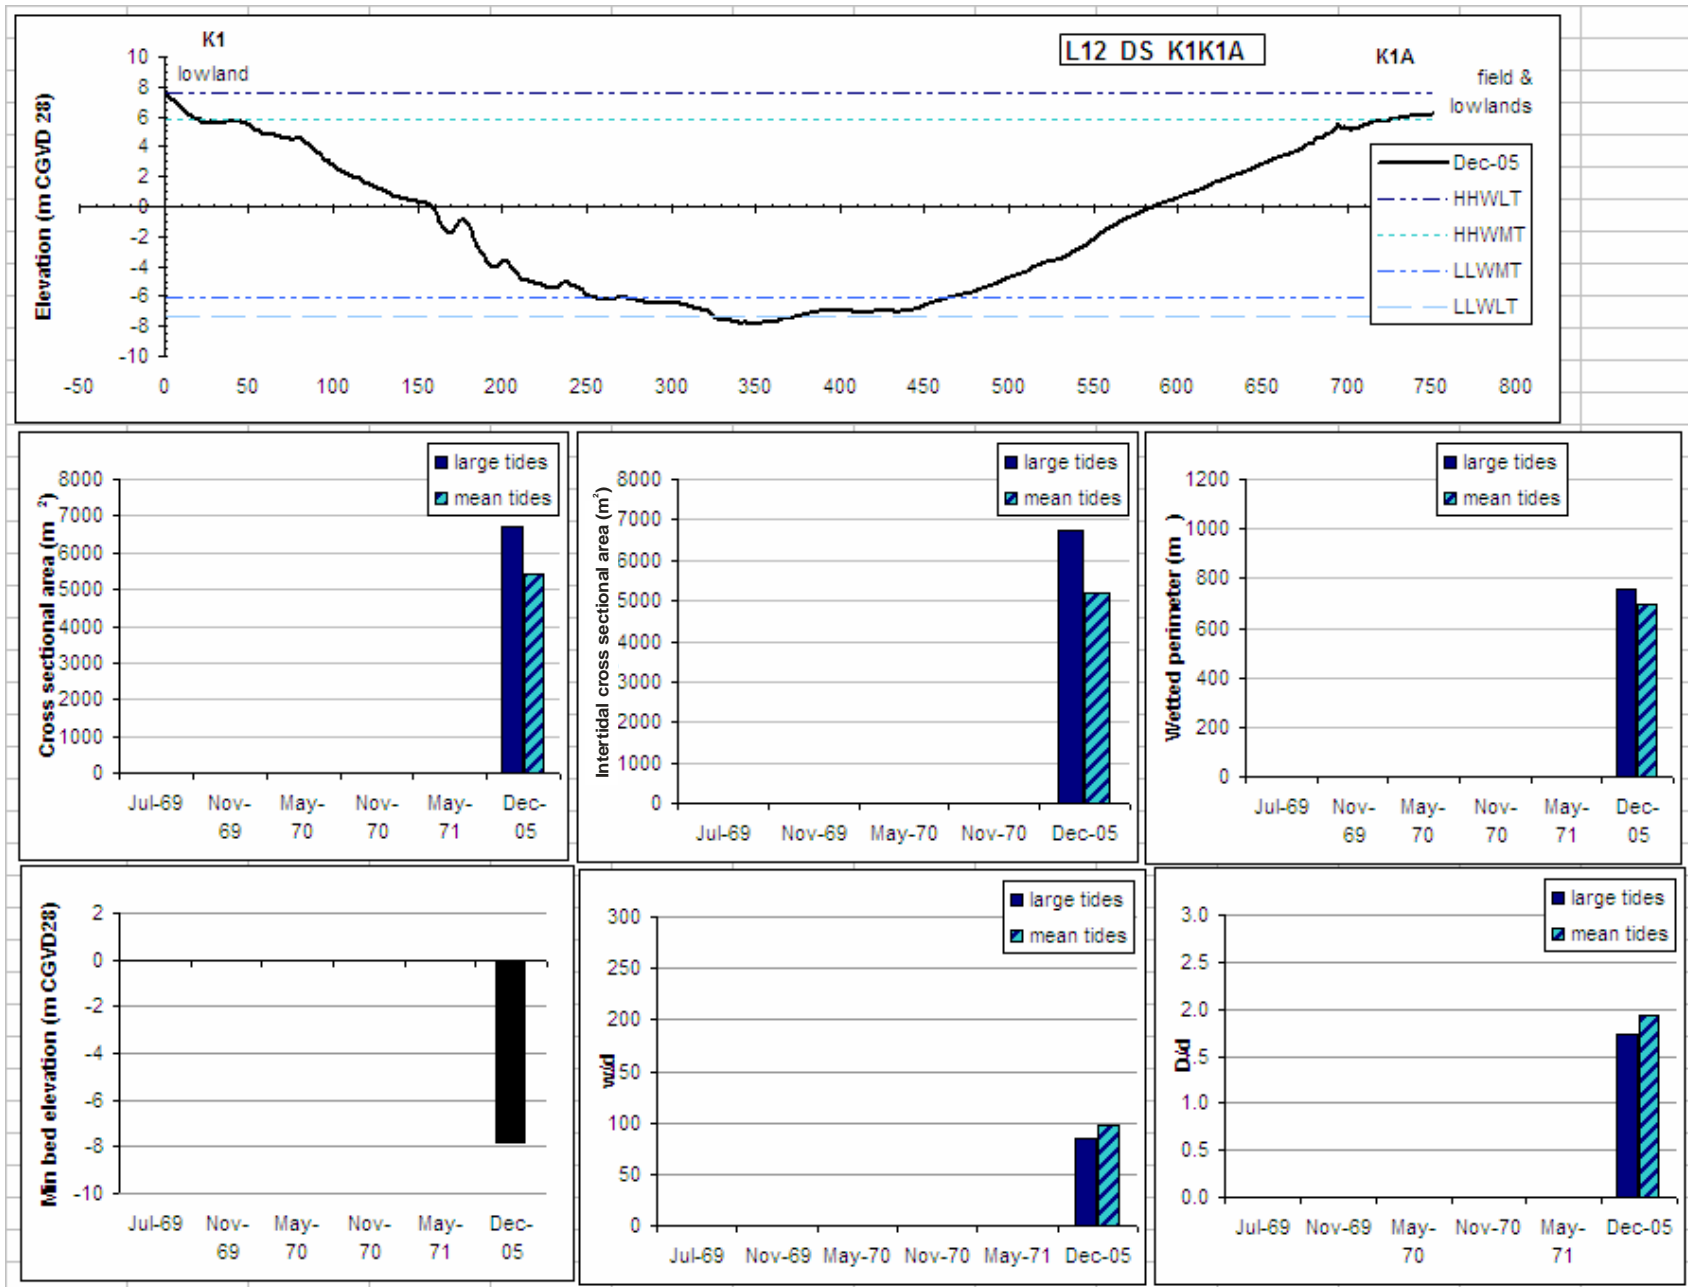 K1
L12 DS K1K1A
K1A
lowland
field &
lowlands
Elevation (m CGVD 28)
10
8
6
4
2
0
-2
-4
-6
-8
-10
-50 0 50 100 150 200 250 300 350 400 450 500 550 600 650 700 750 800
Dec-05
HHWLT
HHWMT
LLWMT
LLWLT
large tides
mean tides
Cross sectional area (m²)
8000
7000
6000
5000
4000
3000
2000
1000
0
Jul-69 Nov-69 May-70 Nov-70 May-71 Dec-05
large tides
mean tides
Intertidal cross sectional area (m²)
8000
7000
6000
5000
4000
3000
2000
1000
0
Jul-69 Nov-69 May-70 Nov-70 Dec-05
large tides
mean tides
Wetted perimeter (m )
1200
1000
800
600
400
200
0
Jul-69 Nov-69 May-70 Nov-70 May-71 Dec-05
Min bed elevation (m CGVD28)
2
0
-2
-4
-6
-8
-10
Jul-69 Nov-69 May-70 Nov-70 May-71 Dec-05
large tides
mean tides
w/d
300
250
200
150
100
50
0
Jul-69 Nov-69 May-70 Nov-70 May-71 Dec-05
large tides
mean tides
D/d
3.0
2.5
2.0
1.5
1.0
0.5
0.0
Jul-69 Nov-69 May-70 Nov-70 May-71 Dec-05